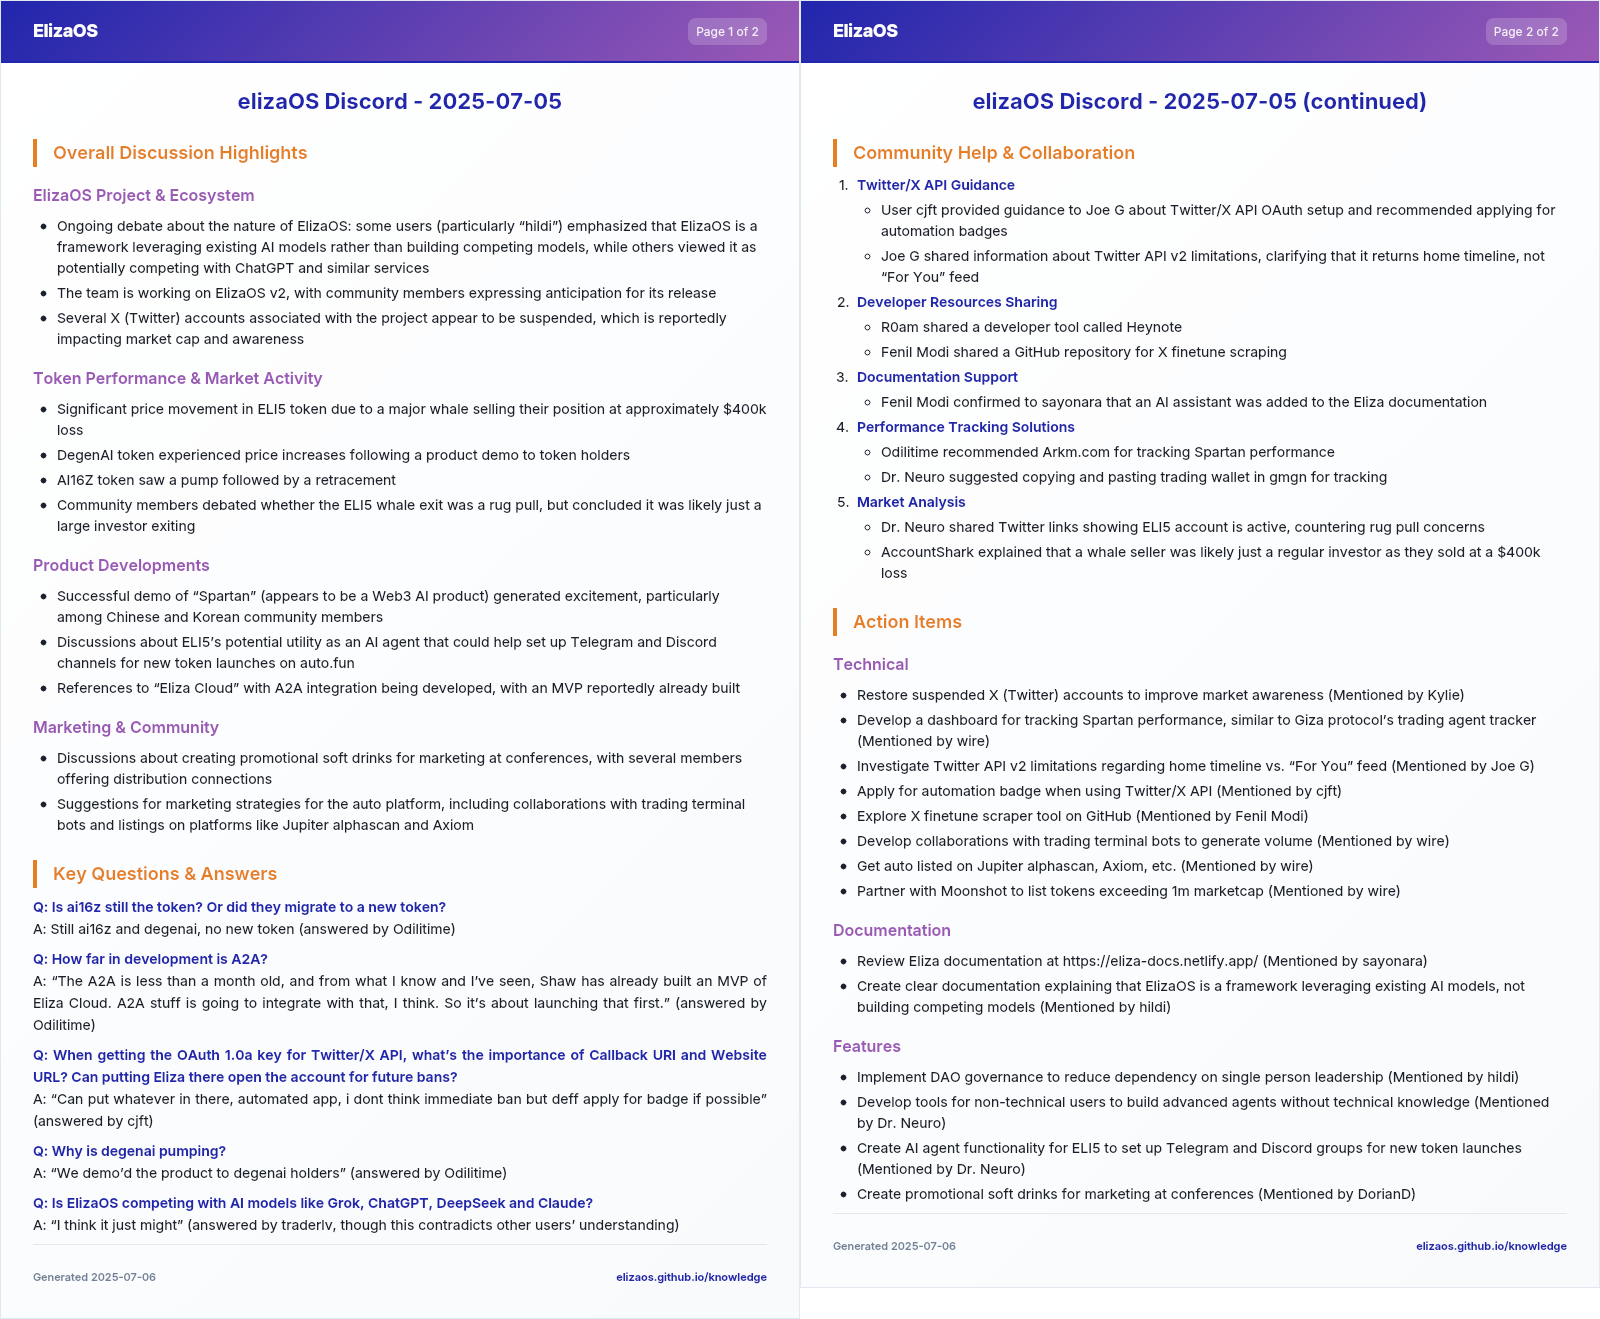 ElizaOS
Page 1 of 2
elizaOS Discord - 2025-07-05
Overall Discussion Highlights
ElizaOS Project & Ecosystem
• Ongoing debate about the nature of ElizaOS: some users (particularly “hildi”) emphasized that ElizaOS is a
framework leveraging existing AI models rather than building competing models, while others viewed it as
potentially competing with ChatGPT and similar services
• The team is working on ElizaOS v2, with community members expressing anticipation for its release
• Several X (Twitter) accounts associated with the project appear to be suspended, which is reportedly
impacting market cap and awareness
Token Performance & Market Activity
• Significant price movement in ELI5 token due to a major whale selling their position at approximately $400k
loss
• DegenAI token experienced price increases following a product demo to token holders
• AI16Z token saw a pump followed by a retracement
• Community members debated whether the ELI5 whale exit was a rug pull, but concluded it was likely just a
large investor exiting
Product Developments
• Successful demo of “Spartan” (appears to be a Web3 AI product) generated excitement, particularly
among Chinese and Korean community members
• Discussions about ELI5’s potential utility as an AI agent that could help set up Telegram and Discord
channels for new token launches on auto.fun
• References to “Eliza Cloud” with A2A integration being developed, with an MVP reportedly already built
Marketing & Community
• Discussions about creating promotional soft drinks for marketing at conferences, with several members
offering distribution connections
• Suggestions for marketing strategies for the auto platform, including collaborations with trading terminal
bots and listings on platforms like Jupiter alphascan and Axiom
Key Questions & Answers
Q: Is ai16z still the token? Or did they migrate to a new token?
A: Still ai16z and degenai, no new token (answered by Odilitime)
Q: How far in development is A2A?
A: “The A2A is less than a month old, and from what I know and I’ve seen, Shaw has already built an MVP of
Eliza Cloud. A2A stuff is going to integrate with that, I think. So it’s about launching that first.” (answered by
Odilitime)
Q: When getting the OAuth 1.0a key for Twitter/X API, what’s the importance of Callback URI and Website
URL? Can putting Eliza there open the account for future bans?
A: “Can put whatever in there, automated app, i dont think immediate ban but deff apply for badge if possible”
(answered by cjft)
Q: Why is degenai pumping?
A: “We demo’d the product to degenai holders” (answered by Odilitime)
Q: Is ElizaOS competing with AI models like Grok, ChatGPT, DeepSeek and Claude?
A: “I think it just might” (answered by traderlv, though this contradicts other users’ understanding)
Generated 2025-07-06
elizaos.github.io/knowledge
ElizaOS
Page 2 of 2
elizaOS Discord - 2025-07-05 (continued)
Community Help & Collaboration
1. Twitter/X API Guidance
◦ User cjft provided guidance to Joe G about Twitter/X API OAuth setup and recommended applying for
automation badges
◦ Joe G shared information about Twitter API v2 limitations, clarifying that it returns home timeline, not
“For You” feed
2. Developer Resources Sharing
◦ R0am shared a developer tool called Heynote
◦ Fenil Modi shared a GitHub repository for X finetune scraping
3. Documentation Support
◦ Fenil Modi confirmed to sayonara that an AI assistant was added to the Eliza documentation
4. Performance Tracking Solutions
◦ Odilitime recommended Arkm.com for tracking Spartan performance
◦ Dr. Neuro suggested copying and pasting trading wallet in gmgn for tracking
5. Market Analysis
◦ Dr. Neuro shared Twitter links showing ELI5 account is active, countering rug pull concerns
◦ AccountShark explained that a whale seller was likely just a regular investor as they sold at a $400k
loss
Action Items
Technical
• Restore suspended X (Twitter) accounts to improve market awareness (Mentioned by Kylie)
• Develop a dashboard for tracking Spartan performance, similar to Giza protocol’s trading agent tracker
(Mentioned by wire)
• Investigate Twitter API v2 limitations regarding home timeline vs. “For You” feed (Mentioned by Joe G)
• Apply for automation badge when using Twitter/X API (Mentioned by cjft)
• Explore X finetune scraper tool on GitHub (Mentioned by Fenil Modi)
• Develop collaborations with trading terminal bots to generate volume (Mentioned by wire)
• Get auto listed on Jupiter alphascan, Axiom, etc. (Mentioned by wire)
• Partner with Moonshot to list tokens exceeding 1m marketcap (Mentioned by wire)
Documentation
• Review Eliza documentation at https://eliza-docs.netlify.app/ (Mentioned by sayonara)
• Create clear documentation explaining that ElizaOS is a framework leveraging existing AI models, not
building competing models (Mentioned by hildi)
Features
• Implement DAO governance to reduce dependency on single person leadership (Mentioned by hildi)
• Develop tools for non-technical users to build advanced agents without technical knowledge (Mentioned
by Dr. Neuro)
• Create AI agent functionality for ELI5 to set up Telegram and Discord groups for new token launches
(Mentioned by Dr. Neuro)
• Create promotional soft drinks for marketing at conferences (Mentioned by DorianD)
Generated 2025-07-06
elizaos.github.io/knowledge